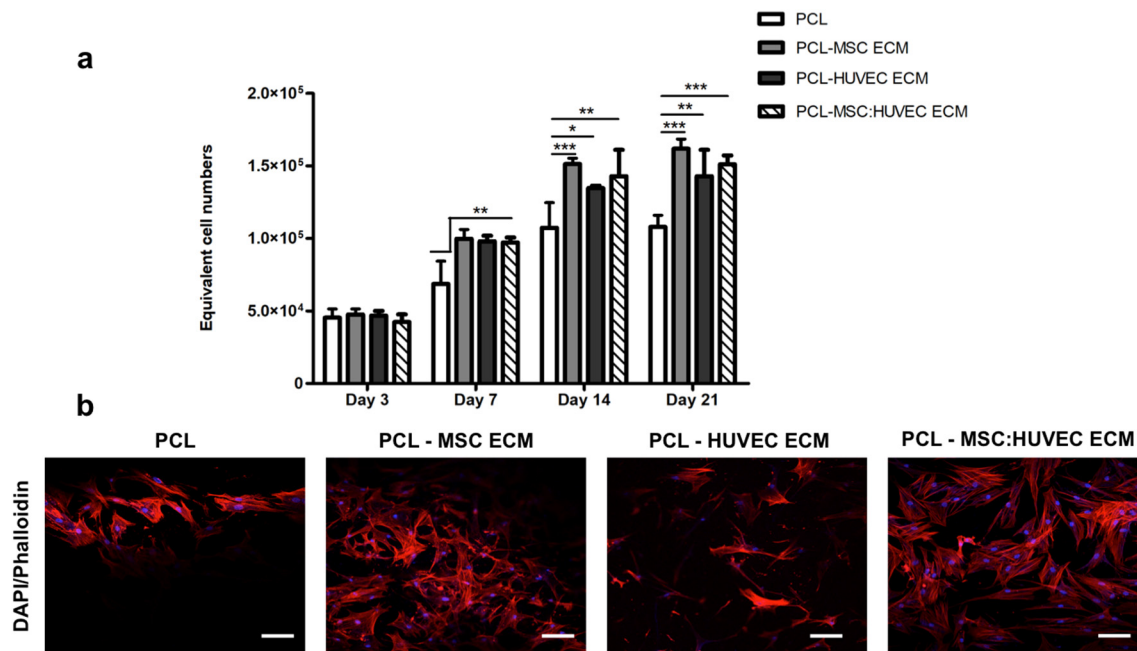 a
PCL
PCL-MSC ECM
PCL-HUVEC ECM
PCL-MSC:HUVEC ECM
Equivalent cell numbers
2.0×10⁵
1.5×10⁵
1.0×10⁵
5.0×10⁴
0
**
**
*
***
***
**
***
Day 3
Day 7
Day 14
Day 21
b
PCL
PCL - MSC ECM
PCL - HUVEC ECM
PCL - MSC:HUVEC ECM
DAPI/Phalloidin